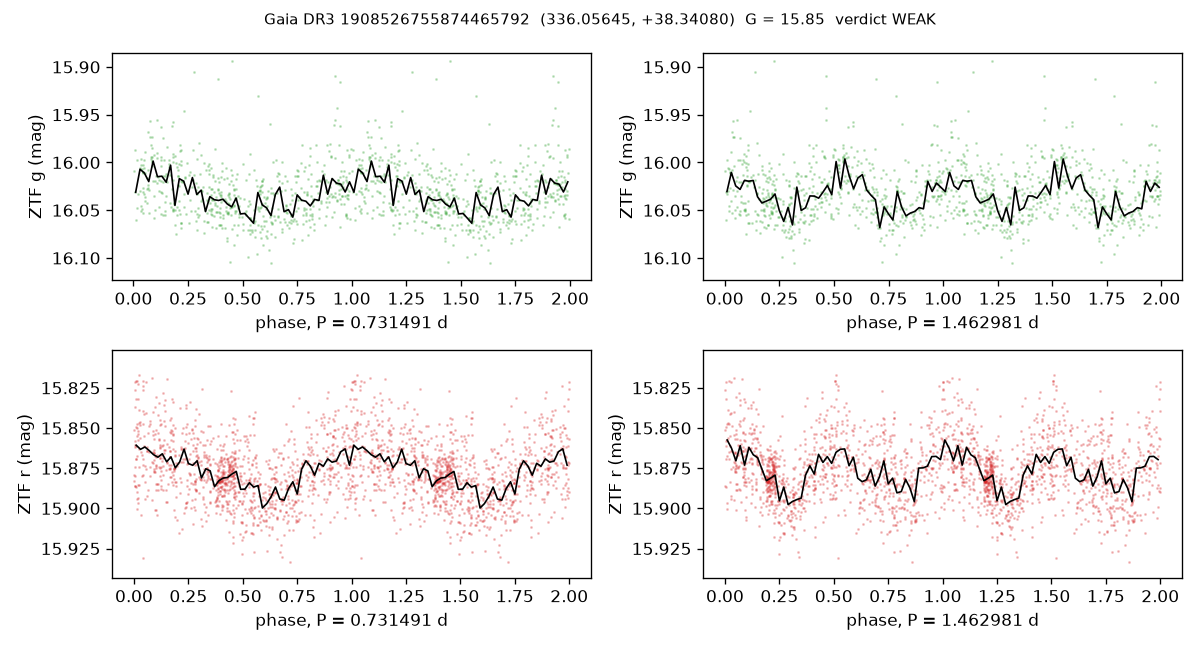 Gaia DR3 1908526755874465792 (336.05645, +38.34080) G = 15.85 verdict WEAK
ZTF g (mag)
15.90
15.95
16.00
16.05
16.10
0.00 0.25 0.50 0.75 1.00 1.25 1.50 1.75 2.00
phase, P = 0.731491 d
ZTF g (mag)
15.90
15.95
16.00
16.05
16.10
0.00 0.25 0.50 0.75 1.00 1.25 1.50 1.75 2.00
phase, P = 1.462981 d
ZTF r (mag)
15.825
15.850
15.875
15.900
15.925
0.00 0.25 0.50 0.75 1.00 1.25 1.50 1.75 2.00
phase, P = 0.731491 d
ZTF r (mag)
15.825
15.850
15.875
15.900
15.925
0.00 0.25 0.50 0.75 1.00 1.25 1.50 1.75 2.00
phase, P = 1.462981 d